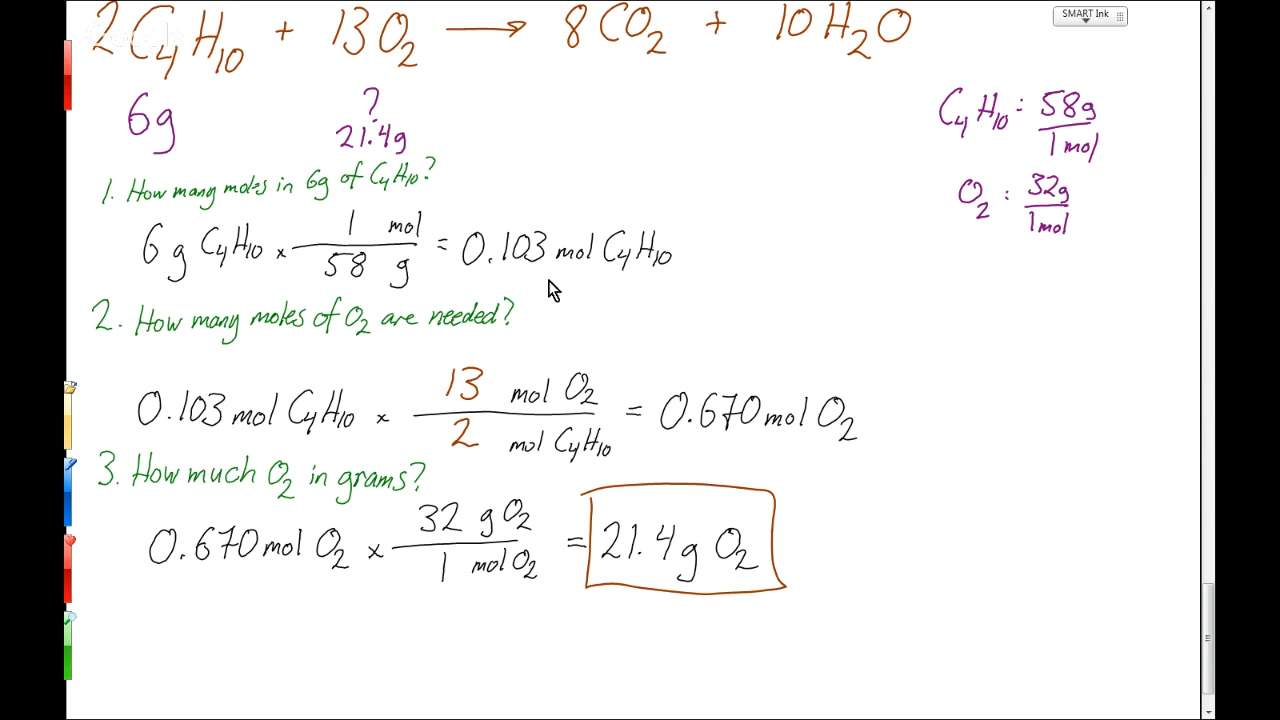 SMART Ink
2C₄H₁₀ + 13O₂ → 8CO₂ + 10H₂O
6g ? 21.4g
C₄H₁₀: 58g / 1 mol
O₂: 32g / 1mol
1. How many moles in 6g of C₄H₁₀?
6 g C₄H₁₀ × 1 mol / 58 g = 0.103 mol C₄H₁₀
2. How many moles of O₂ are needed?
0.103 mol C₄H₁₀ × 13 mol O₂ / 2 mol C₄H₁₀ = 0.670 mol O₂
3. How much O₂ in grams?
0.670 mol O₂ × 32 g O₂ / 1 mol O₂ = 21.4 g O₂